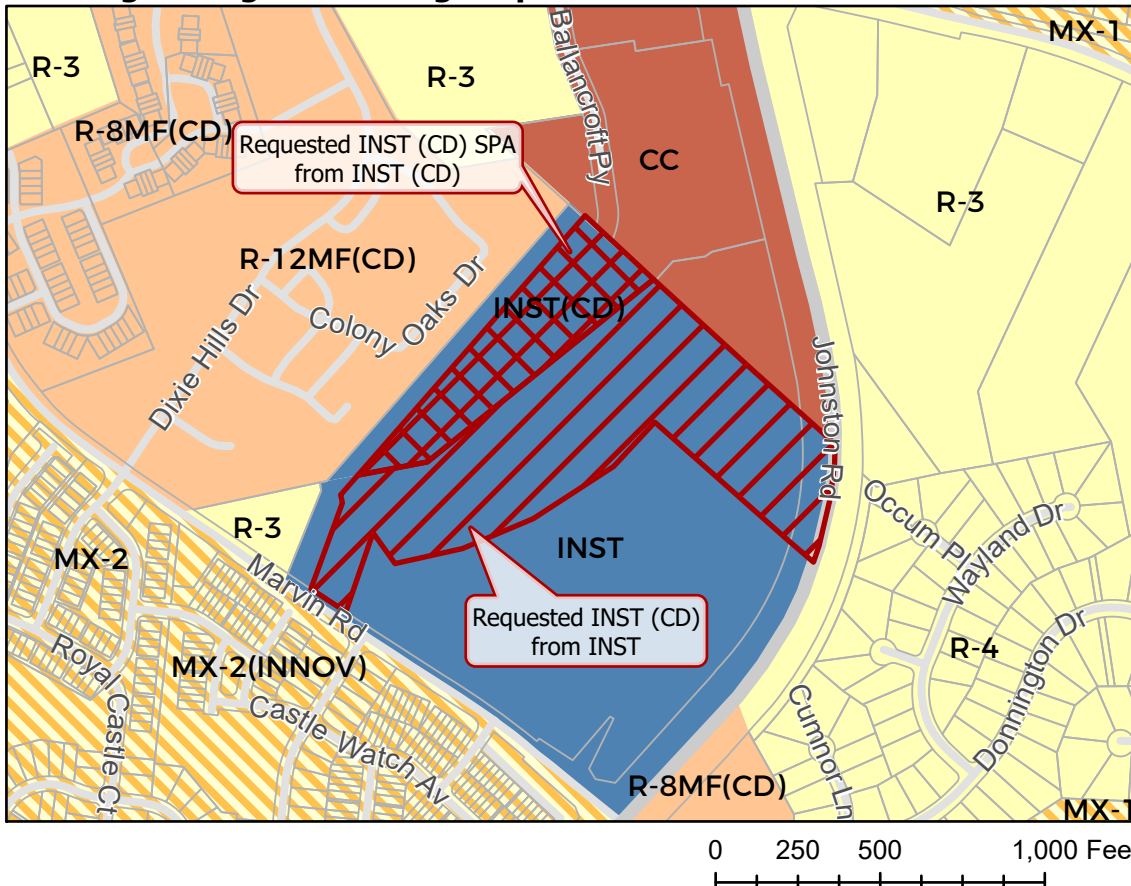 MX-1
R-3
Ballancroft Py
R-3
R-8MF(CD)
Requested INST (CD) SPA
from INST (CD)
CC
R-3
R-12MF(CD)
INST(CD)
Colony Oaks Dr
Dixie Hills Dr
Johnston Rd
Occum Pl
Wayland Dr
R-3
MX-2
INST
Marvin Rd
Requested INST (CD)
from INST
R-4
Donnington Dr
Royal Castle Ct
MX-2(INNOV)
Castle Watch Av
Cumnor Ln
R-8MF(CD)
MX-1
0 250 500 1,000 Fee